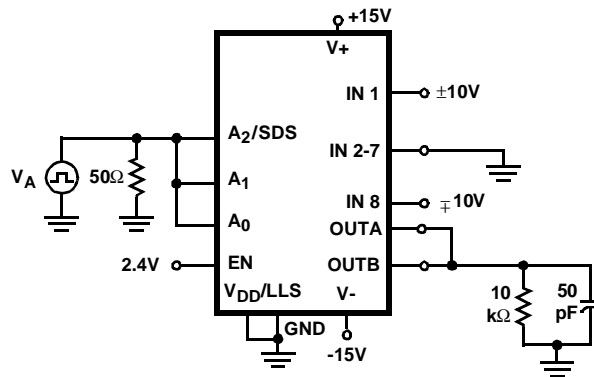 +15V
V+
IN 1
±10V
A2/SDS
IN 2-7
VA
50Ω
A1
IN 8
∓10V
A0
OUTA
2.4V
EN
OUTB
VDD/LLS
V-
10
kΩ
50
pF
GND
-15V